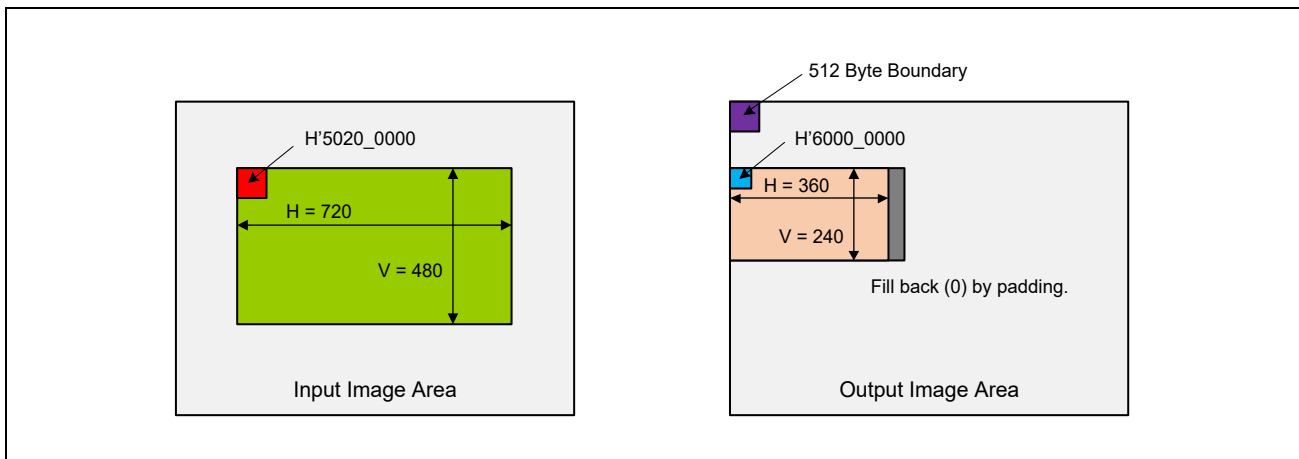 H'5020_0000
H = 720
V = 480
Input Image Area
512 Byte Boundary
H'6000_0000
H = 360
V = 240
Fill back (0) by padding.
Output Image Area